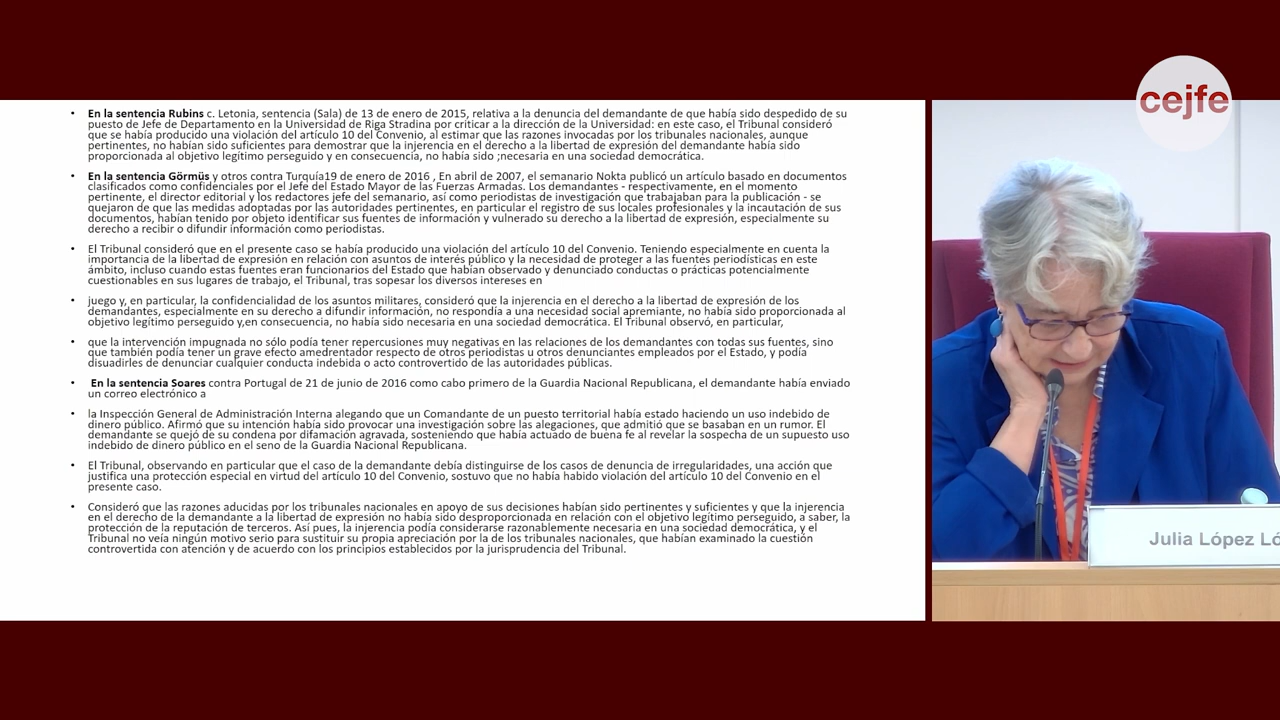 cejfe
• En la sentencia Rubins c. Letonia, sentencia (Sala) de 13 de enero de 2015, relativa a la denuncia del demandante de que había sido despedido de su
puesto de Jefe de Departamento en la Universidad de Riga Stradina por criticar a la dirección de la Universidad: en este caso, el Tribunal consideró
que se había producido una violación del artículo 10 del Convenio, al estimar que las razones invocadas por los tribunales nacionales, aunque
pertinentes, no habían sido suficientes para demostrar que la injerencia en el derecho a la libertad de expresión del demandante había sido
proporcionada al objetivo legítimo perseguido y en consecuencia, no había sido ;necesaria en una sociedad democrática.
• En la sentencia Görmüs y otros contra Turquía19 de enero de 2016 , En abril de 2007, el semanario Nokta publicó un artículo basado en documentos
clasificados como confidenciales por el Jefe del Estado Mayor de las Fuerzas Armadas. Los demandantes - respectivamente, en el momento
pertinente, el director editorial y los redactores jefe del semanario, así como periodistas de investigación que trabajaban para la publicación - se
quejaron de que las medidas adoptadas por las autoridades pertinentes, en particular el registro de sus locales profesionales y la incautación de sus
documentos, habían tenido por objeto identificar sus fuentes de información y vulnerado su derecho a la libertad de expresión, especialmente su
derecho a recibir o difundir información como periodistas.
• El Tribunal consideró que en el presente caso se había producido una violación del artículo 10 del Convenio. Teniendo especialmente en cuenta la
importancia de la libertad de expresión en relación con asuntos de interés público y la necesidad de proteger a las fuentes periodísticas en este
ámbito, incluso cuando estas fuentes eran funcionarios del Estado que habían observado y denunciado conductas o prácticas potencialmente
cuestionables en sus lugares de trabajo, el Tribunal, tras sopesar los diversos intereses en
• juego y, en particular, la confidencialidad de los asuntos militares, consideró que la injerencia en el derecho a la libertad de expresión de los
demandantes, especialmente en su derecho a difundir información, no respondía a una necesidad social apremiante, no había sido proporcionada al
objetivo legítimo perseguido y,en consecuencia, no había sido necesaria en una sociedad democrática. El Tribunal observó, en particular,
• que la intervención impugnada no sólo podía tener repercusiones muy negativas en las relaciones de los demandantes con todas sus fuentes, sino
que también podía tener un grave efecto amedrentador respecto de otros periodistas u otros denunciantes empleados por el Estado, y podía
disuadirles de denunciar cualquier conducta indebida o acto controvertido de las autoridades públicas.
• En la sentencia Soares contra Portugal de 21 de junio de 2016 como cabo primero de la Guardia Nacional Republicana, el demandante había enviado
un correo electrónico a
• la Inspección General de Administración Interna alegando que un Comandante de un puesto territorial había estado haciendo un uso indebido de
dinero público. Afirmó que su intención había sido provocar una investigación sobre las alegaciones, que admitió que se basaban en un rumor. El
demandante se quejó de su condena por difamación agravada, sosteniendo que había actuado de buena fe al revelar la sospecha de un supuesto uso
indebido de dinero público en el seno de la Guardia Nacional Republicana.
• El Tribunal, observando en particular que el caso de la demandante debía distinguirse de los casos de denuncia de irregularidades, una acción que
justifica una protección especial en virtud del artículo 10 del Convenio, sostuvo que no había habido violación del artículo 10 del Convenio en el
presente caso.
• Consideró que las razones aducidas por los tribunales nacionales en apoyo de sus decisiones habían sido pertinentes y suficientes y que la injerencia
en el derecho de la demandante a la libertad de expresión no había sido desproporcionada en relación con el objetivo legítimo perseguido, a saber, la
protección de la reputación de terceros. Así pues, la injerencia podía considerarse razonablemente necesaria en una sociedad democrática, y el
Tribunal no veía ningún motivo serio para sustituir su propia apreciación por la de los tribunales nacionales, que habían examinado la cuestión
controvertida con atención y de acuerdo con los principios establecidos por la jurisprudencia del Tribunal.
Julia López Ló